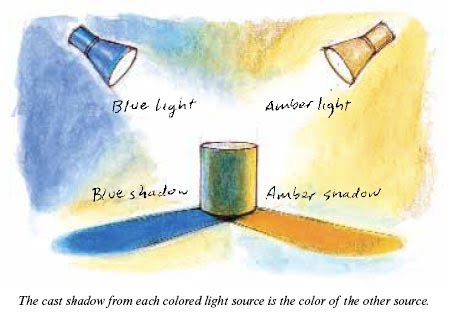 Blue light
Amber light
Blue shadow
Amber shadow
The cast shadow from each colored light source is the color of the other source.